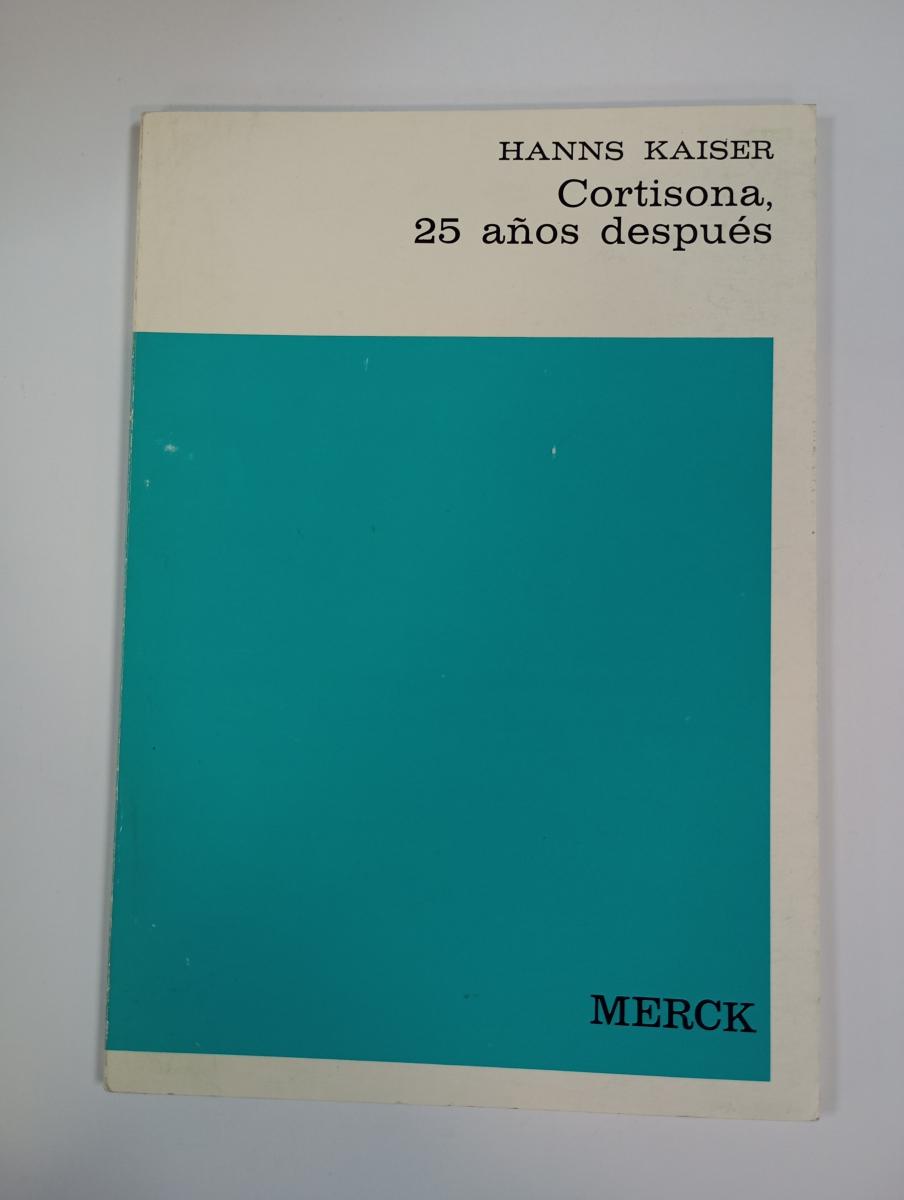 HANNS KAISER
Cortisona,
25 años después
MERCK